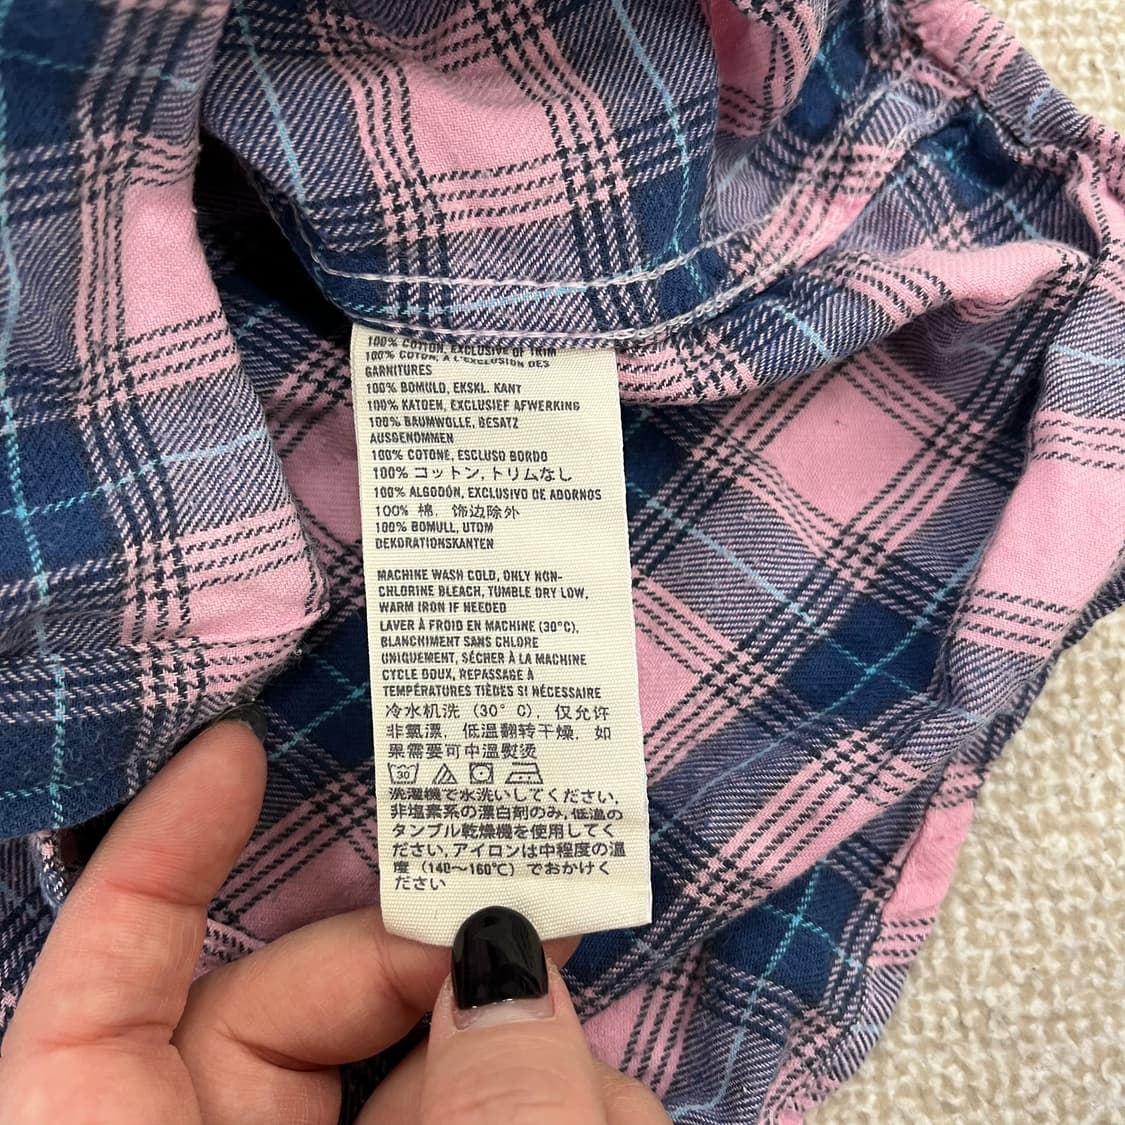 100% COTTON, EXCLUSIVE OF TRIM
100% COTON, A L'EXCLUSION DES
GARNITURES
100% BOMULD, EKSKL. KANT
100% KATOEN, EXCLUSIEF AFWERKING
100% BAUMWOLLE, BESATZ
AUSGENOMMEN
100% COTONE, ESCLUSO BORDO
100% コットン,トリムなし
100% ALGODÓN, EXCLUSIVO DE ADORNOS
100% 棉, 饰边除外
100% BOMULL, UTOM
DEKORATIONSKANTEN
MACHINE WASH COLD, ONLY NON-
CHLORINE BLEACH, TUMBLE DRY LOW,
WARM IRON IF NEEDED
LAVER À FROID EN MACHINE (30°C),
BLANCHIMENT SANS CHLORE
UNIQUEMENT, SÉCHER À LA MACHINE
CYCLE DOUX, REPASSAGE À
TEMPÉRATURES TIÈDES SI NÉCESSAIRE
冷水机洗 (30° C), 仅允许
非氯漂, 低温翻转干燥, 如
果需要可中温熨烫
30
洗濯機で水洗いしてください,
非塩素系の漂白剤のみ,低温の
タンブル乾燥機を使用してく
ださい,アイロンは中程度の温
度 (140~160℃) でおかけく
ださい